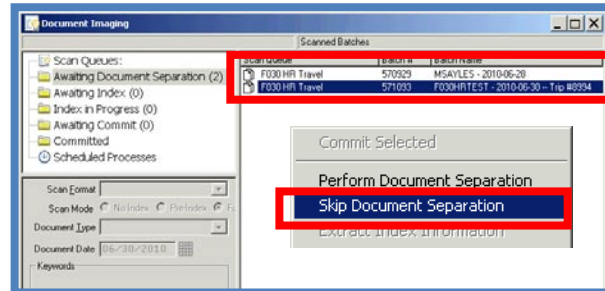 Document Imaging
Scanned Batches
Scan Queues:
Awaiting Document Separation (2)
Awaiting Index (0)
Index in Progress (0)
Awaiting Commit (0)
Committed
Scheduled Processes
Scan Queue Batch # Batch Name
F030 HR Travel 570929 MSAYLES - 2010-06-28
F030 HR Travel 571093 F030HRTEST - 2010-06-30 -- Trip #8994
Commit Selected
Perform Document Separation
Skip Document Separation
Extract Index Information
Scan Format
Scan Mode No Index Pre Index
Document Type
Document Date 06/30/2010
Keywords